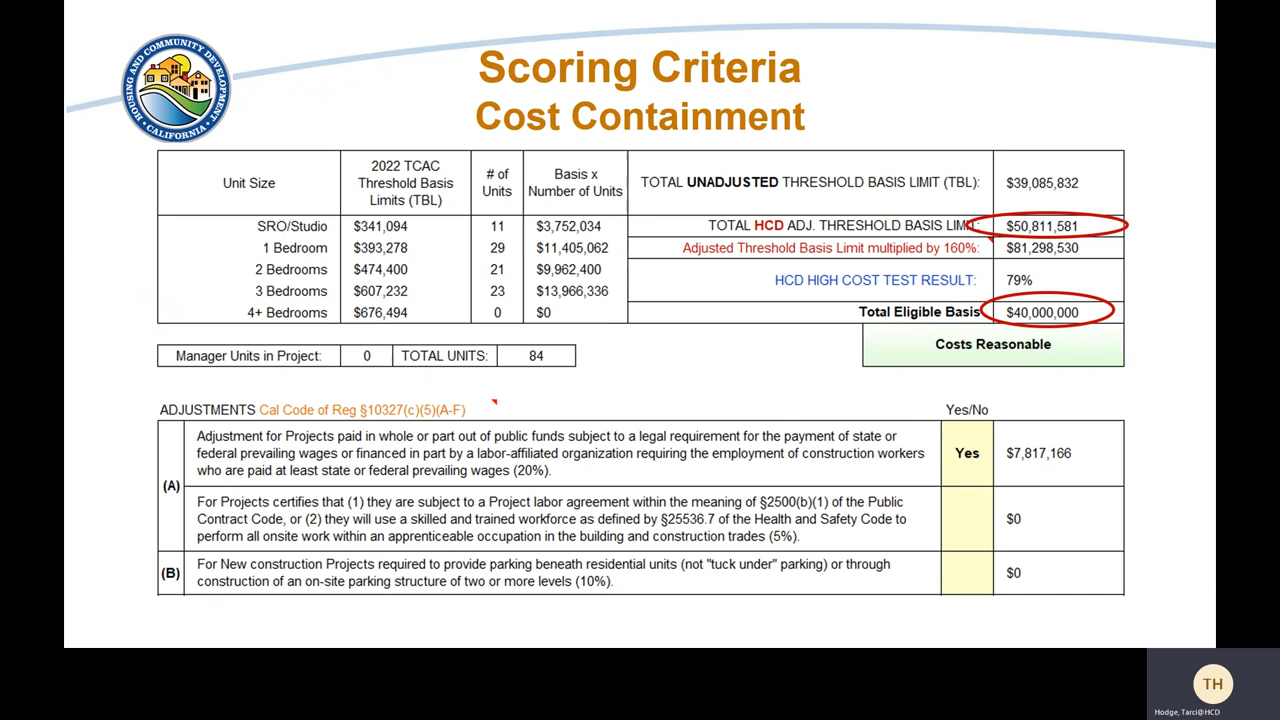 HOUSING AND COMMUNITY DEVELOPMENT
CALIFORNIA
Scoring Criteria
Cost Containment
Unit Size
2022 TCAC
Threshold Basis
Limits (TBL)
# of
Units
Basis x
Number of Units
TOTAL UNADJUSTED THRESHOLD BASIS LIMIT (TBL):
$39,085,832
SRO/Studio $341,094 11 $3,752,034
TOTAL HCD ADJ. THRESHOLD BASIS LIMIT: $50,811,581
1 Bedroom $393,278 29 $11,405,062
Adjusted Threshold Basis Limit multiplied by 160%: $81,298,530
2 Bedrooms $474,400 21 $9,962,400
HCD HIGH COST TEST RESULT: 79%
3 Bedrooms $607,232 23 $13,966,336
4+ Bedrooms $676,494 0 $0
Total Eligible Basis $40,000,000
Costs Reasonable
Manager Units in Project: 0 TOTAL UNITS: 84
ADJUSTMENTS Cal Code of Reg §10327(c)(5)(A-F)
Yes/No
(A)
Adjustment for Projects paid in whole or part out of public funds subject to a legal requirement for the payment of state or
federal prevailing wages or financed in part by a labor-affiliated organization requiring the employment of construction workers
who are paid at least state or federal prevailing wages (20%).
Yes
$7,817,166
For Projects certifies that (1) they are subject to a Project labor agreement within the meaning of §2500(b)(1) of the Public
Contract Code, or (2) they will use a skilled and trained workforce as defined by §25536.7 of the Health and Safety Code to
perform all onsite work within an apprenticeable occupation in the building and construction trades (5%).
$0
(B)
For New construction Projects required to provide parking beneath residential units (not "tuck under" parking) or through
construction of an on-site parking structure of two or more levels (10%).
$0
TH
Hodge, Tarci@HCD